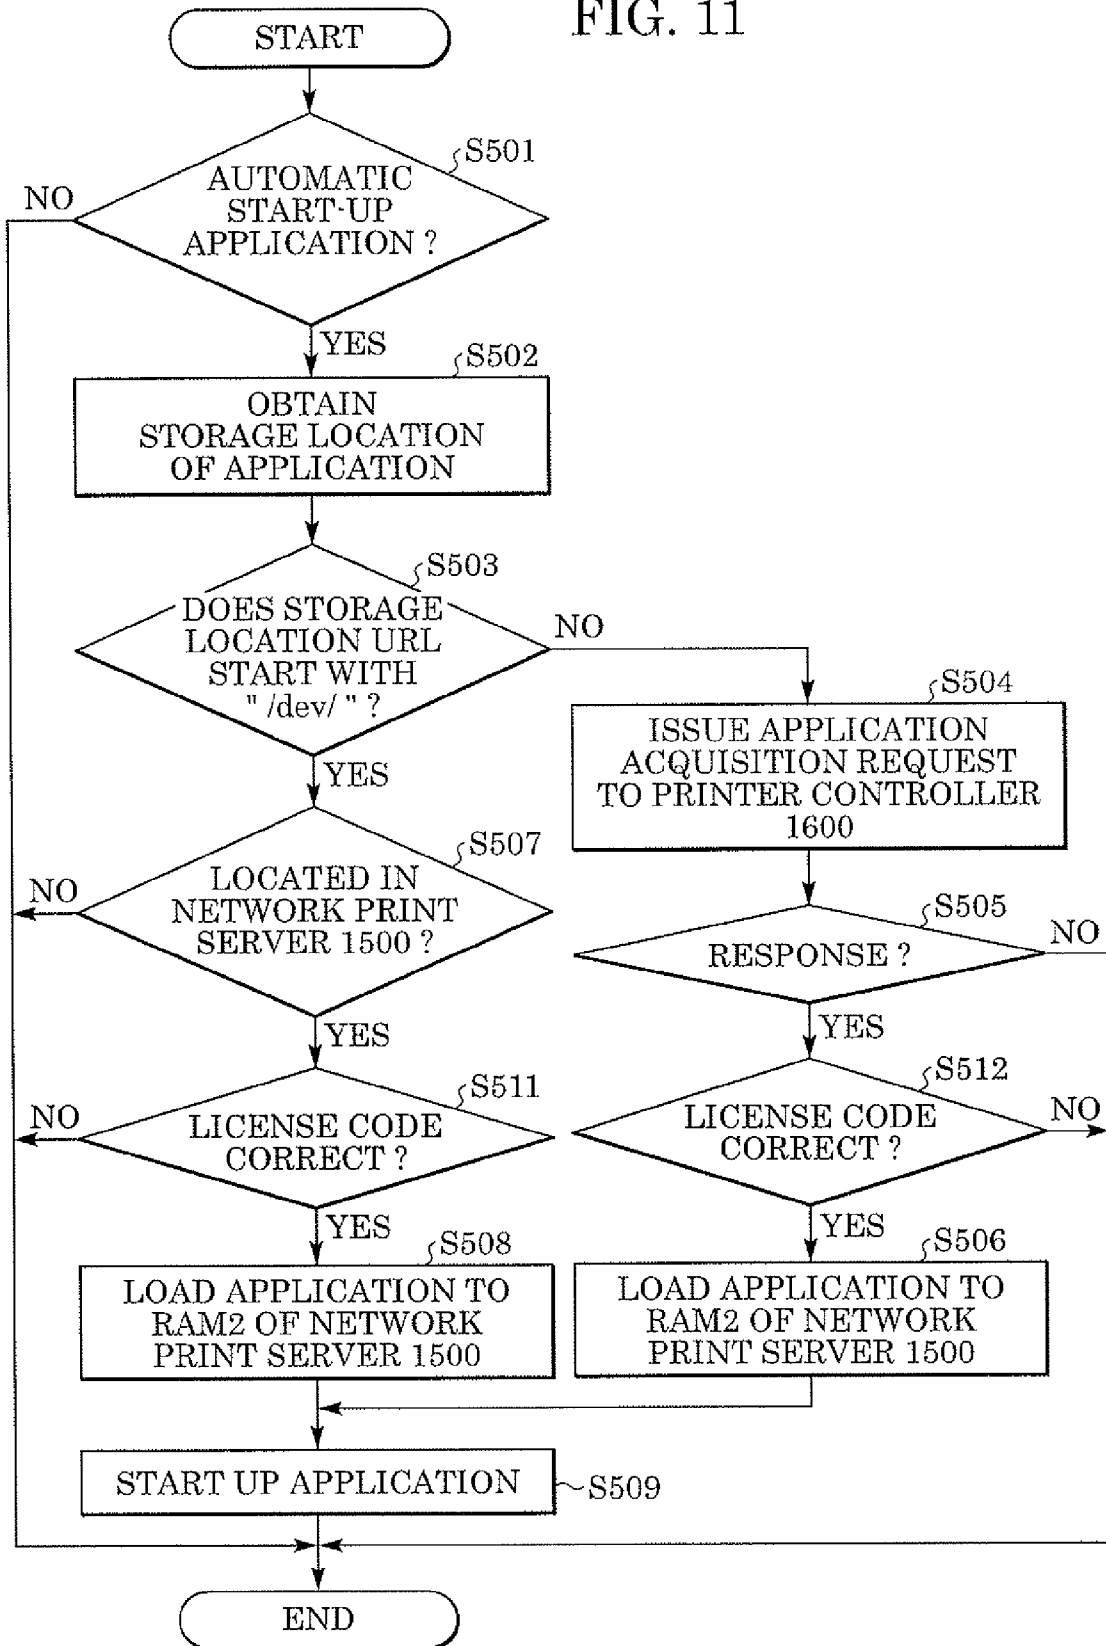 FIG. 11
START
S501
AUTOMATIC
START-UP
APPLICATION ?
NO
YES
S502
OBTAIN
STORAGE LOCATION
OF APPLICATION
S503
DOES STORAGE
LOCATION URL
START WITH
" /dev/ " ?
NO
YES
S504
ISSUE APPLICATION
ACQUISITION REQUEST
TO PRINTER CONTROLLER
1600
S507
LOCATED IN
NETWORK PRINT
SERVER 1500 ?
NO
YES
S505
RESPONSE ?
NO
YES
S511
LICENSE CODE
CORRECT ?
NO
YES
S512
LICENSE CODE
CORRECT ?
NO
YES
S508
LOAD APPLICATION TO
RAM2 OF NETWORK
PRINT SERVER 1500
S506
LOAD APPLICATION TO
RAM2 OF NETWORK
PRINT SERVER 1500
START UP APPLICATION
S509
END